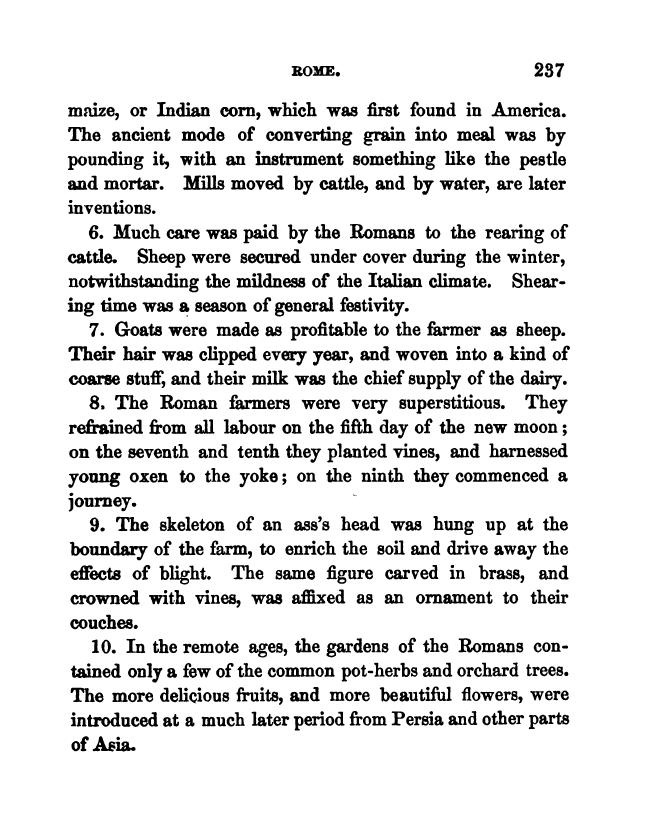 ROME. 237
maize, or Indian corn, which was first found in America.
The ancient mode of converting grain into meal was by
pounding it, with an instrument something like the pestle
and mortar. Mills moved by cattle, and by water, are later
inventions.
6. Much care was paid by the Romans to the rearing of
cattle. Sheep were secured under cover during the winter,
notwithstanding the mildness of the Italian climate. Shear-
ing time was a season of general festivity.
7. Goats were made as profitable to the farmer as sheep.
Their hair was clipped every year, and woven into a kind of
coarse stuff, and their milk was the chief supply of the dairy.
8. The Roman farmers were very superstitious. They
refrained from all labour on the fifth day of the new moon;
on the seventh and tenth they planted vines, and harnessed
young oxen to the yoke; on the ninth they commenced a
journey.
9. The skeleton of an ass's head was hung up at the
boundary of the farm, to enrich the soil and drive away the
effects of blight. The same figure carved in brass, and
crowned with vines, was affixed as an ornament to their
couches.
10. In the remote ages, the gardens of the Romans con-
tained only a few of the common pot-herbs and orchard trees.
The more delicious fruits, and more beautiful flowers, were
introduced at a much later period from Persia and other parts
of Asia.